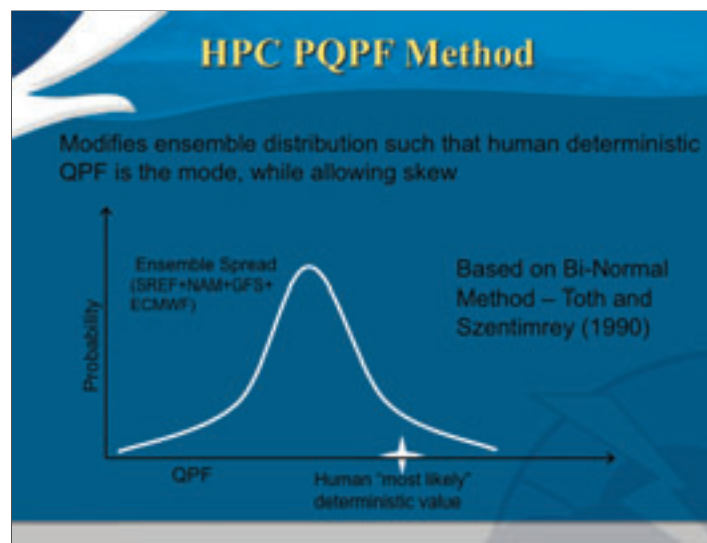 HPC PQPF Method
Modifies ensemble distribution such that human deterministic
QPF is the mode, while allowing skew
Ensemble Spread
(SREF+NAM+GFS+
ECMWF)
Based on Bi-Normal
Method – Toth and
Szentimrey (1990)
Probability
QPF
Human "most likely"
deterministic value